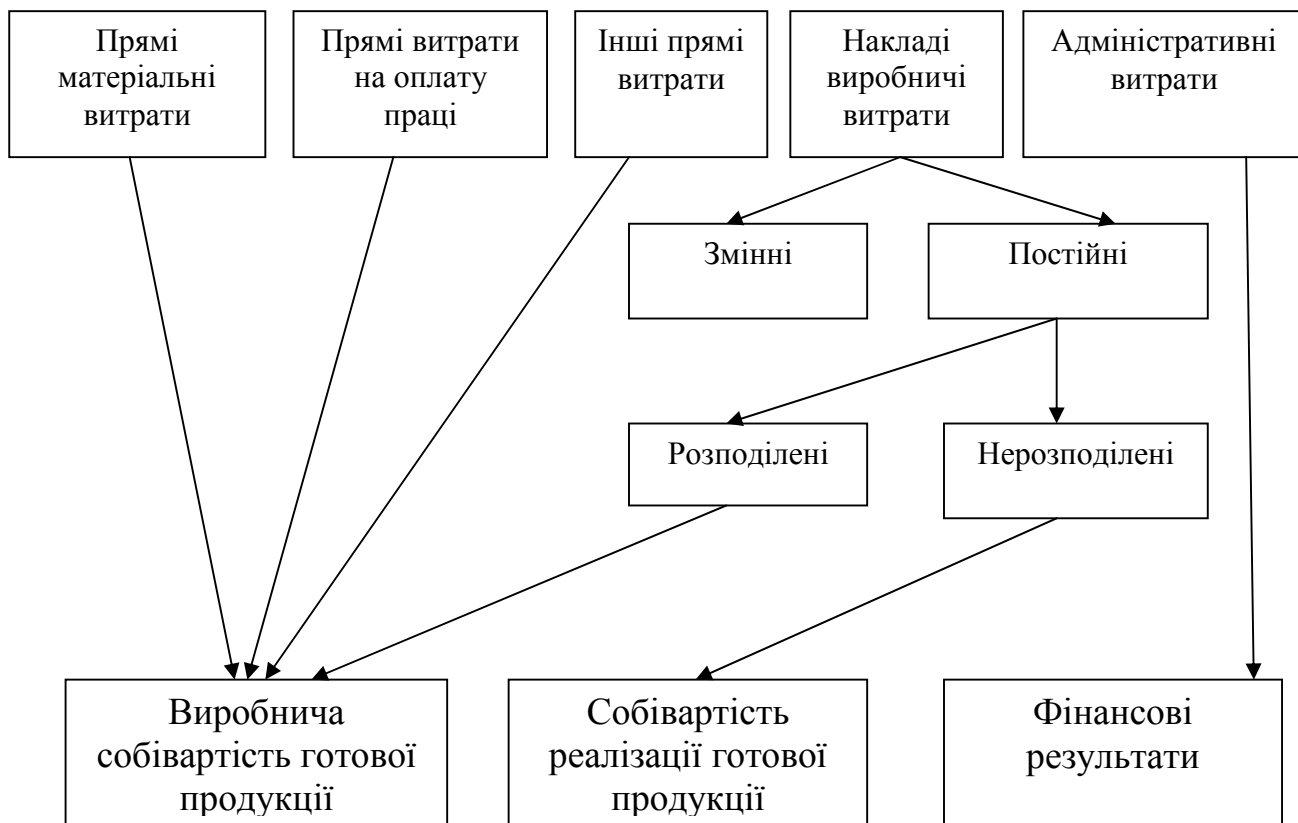 Прямі
матеріальні
витрати
Прямі витрати
на оплату
праці
Інші прямі
витрати
Накладі
виробничі
витрати
Адміністративні
витрати
Змінні
Постійні
Розподілені
Нерозподілені
Виробнича
собівартість готової
продукції
Собівартість
реалізації готової
продукції
Фінансові
результати